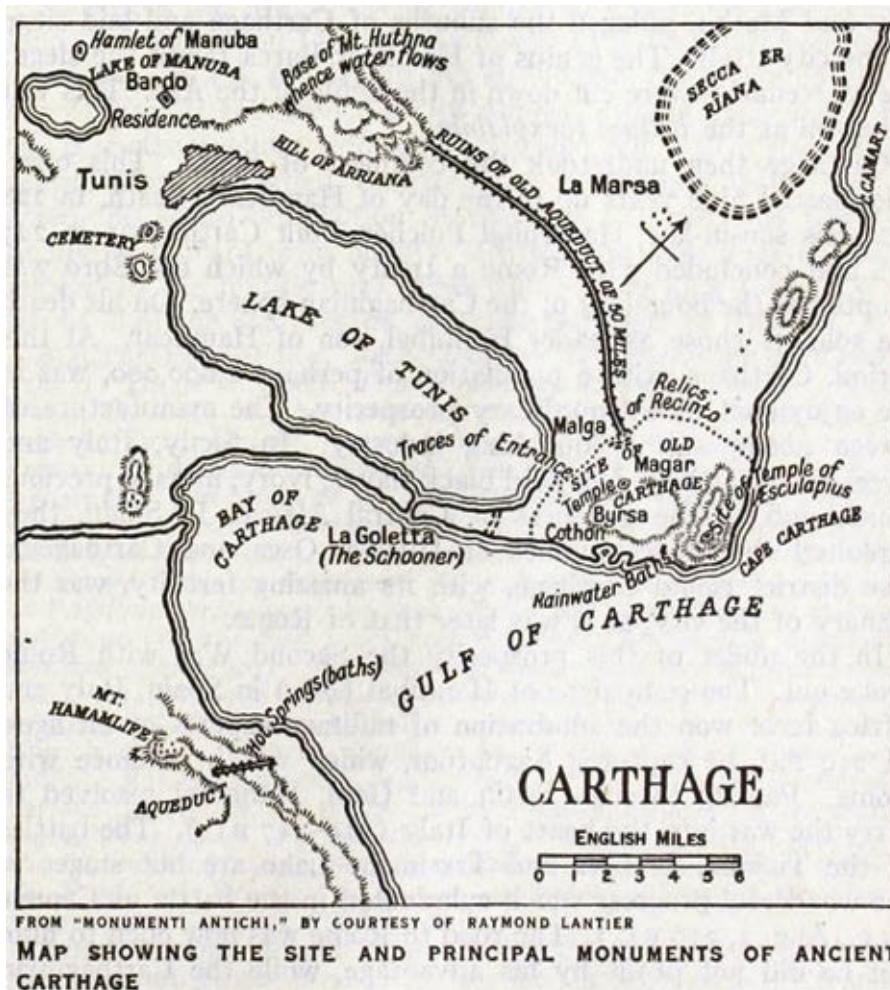 Hamlet of Manuba
LAKE OF MANUBA
Bardo
Residence
Base of Mt. Huthna
whence water flows
HILL OF
ARRIANA
RUINS OF OLD AQUEDUCT OF 50 MILES
SECCA ER
RIANA
CAMART
La Marsa
Tunis
CEMETERY
LAKE OF TUNIS
Traces of Entrance
Malga
Relics
of Recinto
SITE OF OLD
CARTHAGE
Magar
Temple
Byrsa
Cothon
Site of Temple of
Esculapius
CAPE CARTHAGE
Rainwater Baths
BAY OF
CARTHAGE
La Goletta
(The Schooner)
GULF OF CARTHAGE
Hot Springs (baths)
MT.
HAMAMLIFE
AQUEDUCT
CARTHAGE
ENGLISH MILES
0 1 2 3 4 5 6
FROM "MONUMENTI ANTICHI," BY COURTESY OF RAYMOND LANTIER
MAP SHOWING THE SITE AND PRINCIPAL MONUMENTS OF ANCIENT
CARTHAGE